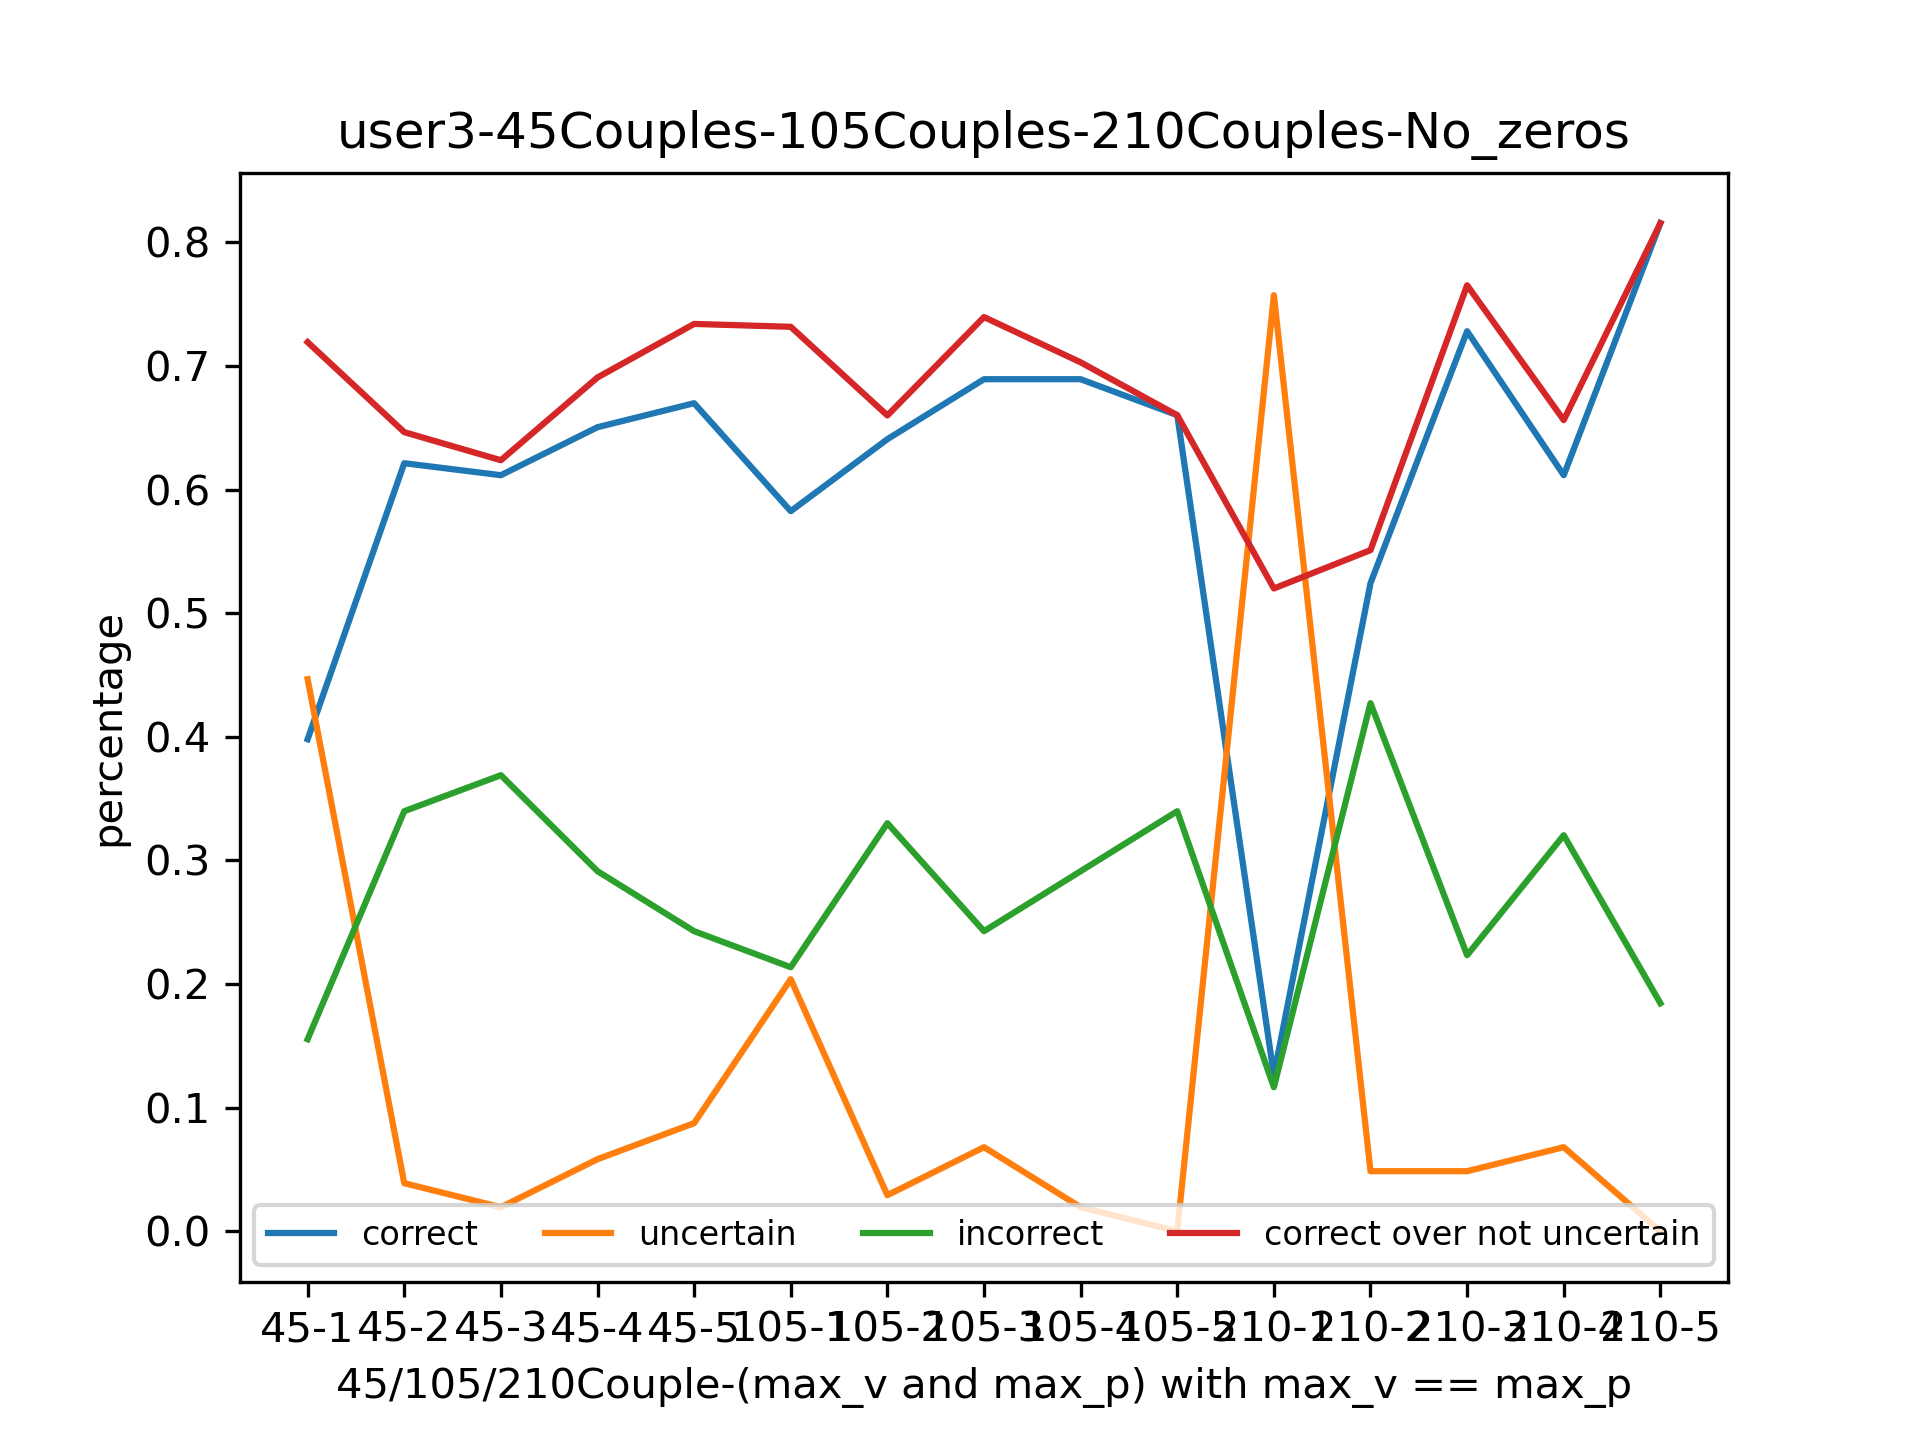 user3-45Couples-105Couples-210Couples-No_zeros
percentage
0.8
0.7
0.6
0.5
0.4
0.3
0.2
0.1
0.0
correct uncertain incorrect correct over not uncertain
45-1 45-2 45-3 45-4 45-5 105-1 105-2 105-3 105-4 105-5 210-1 210-2 210-3 210-4 210-5
45/105/210Couple-(max_v and max_p) with max_v == max_p